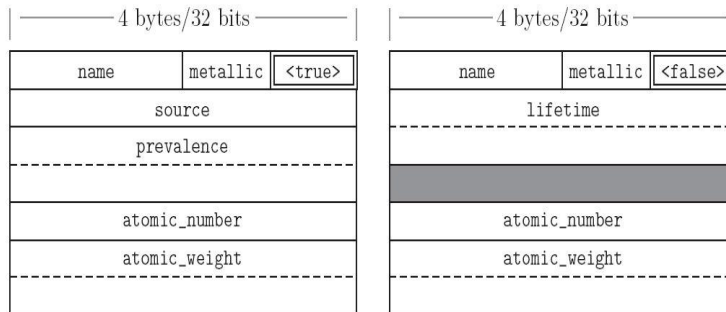 4 bytes/32 bits
name metallic <true>
source
prevalence
atomic_number
atomic_weight
4 bytes/32 bits
name metallic <false>
lifetime
atomic_number
atomic_weight